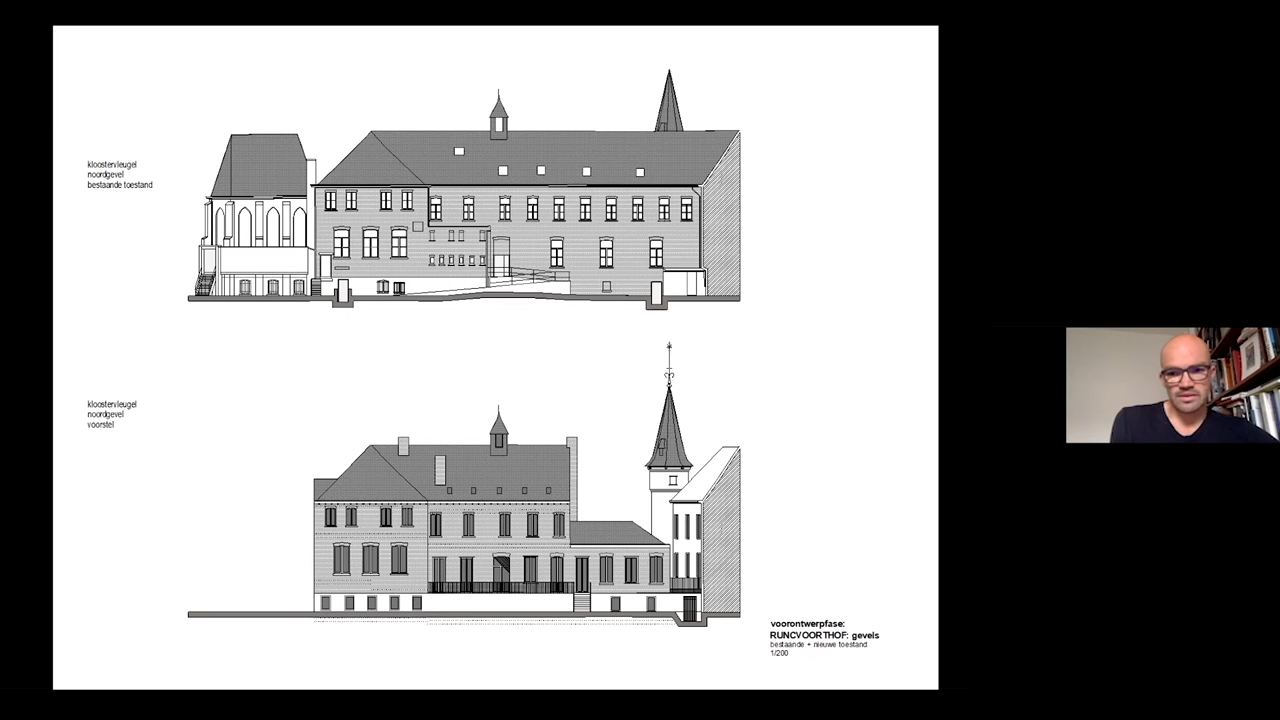 kloostervleugel
noordgevel
bestaande toestand
kloostervleugel
noordgevel
voorstel
voorontwerpfase:
RUNCVOORTHOF: gevels
bestaande + nieuwe toestand
1/200